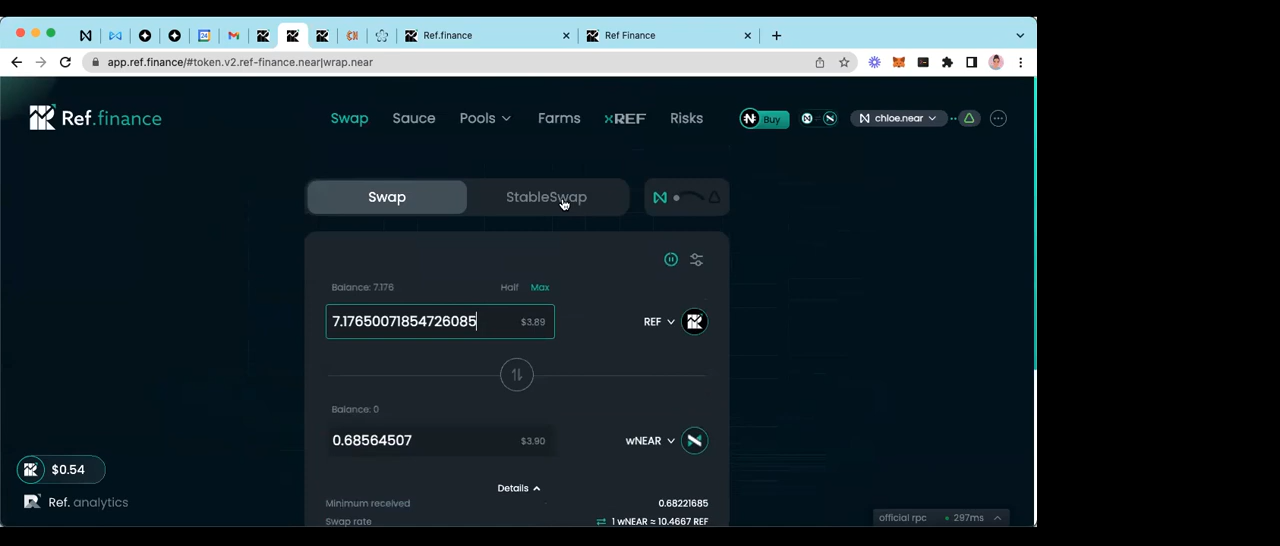 Ref.finance
Ref Finance
app.ref.finance/#token.v2.ref-finance.near|wrap.near
Ref.finance
Swap
Sauce
Pools
Farms
xREF
Risks
Buy
chloe.near
Swap
StableSwap
Balance: 7.176
Half
Max
7.17650071854726085
$3.89
REF
Balance: 0
0.68564507
$3.90
wNEAR
Details
Minimum received
0.68221685
Swap rate
1 wNEAR ≈ 10.4667 REF
$0.54
Ref. analytics
official rpc
297ms